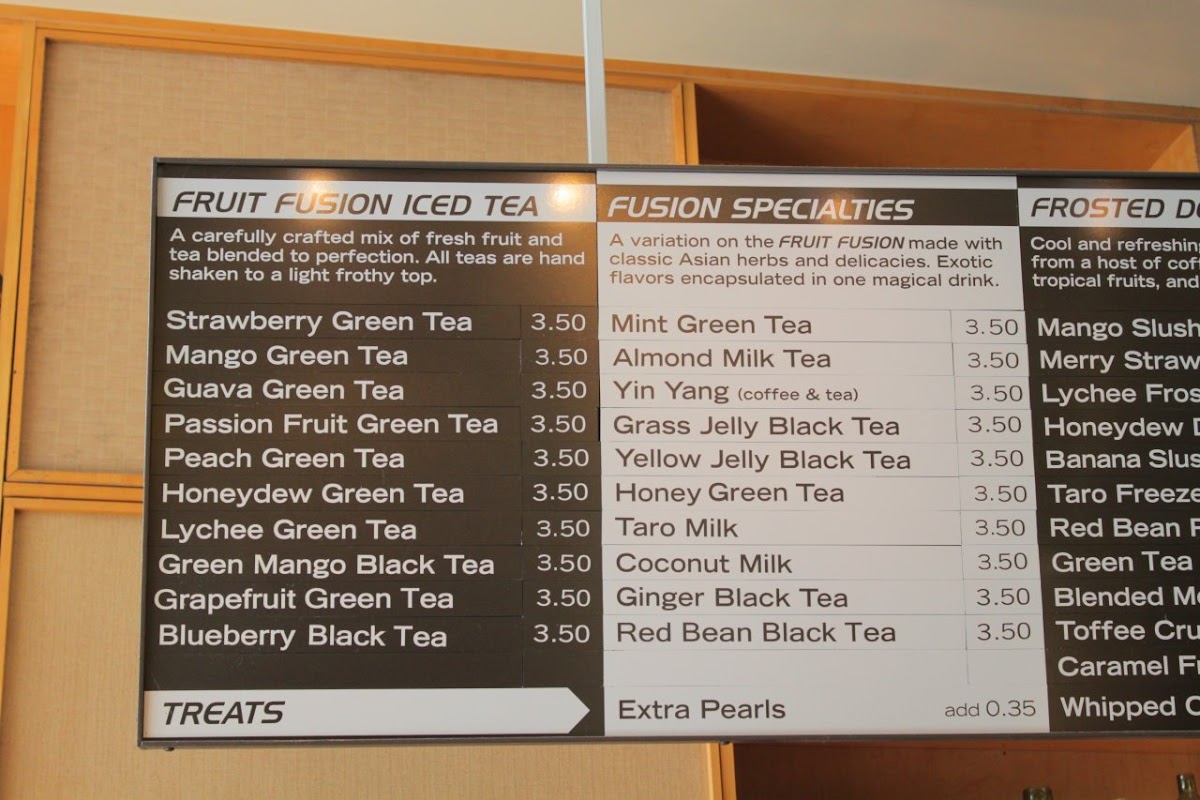 FRUIT FUSION ICED TEA
A carefully crafted mix of fresh fruit and
tea blended to perfection. All teas are hand
shaken to a light frothy top.
Strawberry Green Tea 3.50
Mango Green Tea 3.50
Guava Green Tea 3.50
Passion Fruit Green Tea 3.50
Peach Green Tea 3.50
Honeydew Green Tea 3.50
Lychee Green Tea 3.50
Green Mango Black Tea 3.50
Grapefruit Green Tea 3.50
Blueberry Black Tea 3.50
TREATS
FUSION SPECIALTIES
A variation on the FRUIT FUSION made with
classic Asian herbs and delicacies. Exotic
flavors encapsulated in one magical drink.
Mint Green Tea 3.50
Almond Milk Tea 3.50
Yin Yang (coffee & tea) 3.50
Grass Jelly Black Tea 3.50
Yellow Jelly Black Tea 3.50
Honey Green Tea 3.50
Taro Milk 3.50
Coconut Milk 3.50
Ginger Black Tea 3.50
Red Bean Black Tea 3.50
Extra Pearls add 0.35
FROSTED
Cool and refreshing
from a host of
tropical fruits, and
Mango
Merry
Lychee
Honeydew
Banana
Taro Freeze
Red Bean
Green Tea
Blended
Toffee
Caramel
Whipped